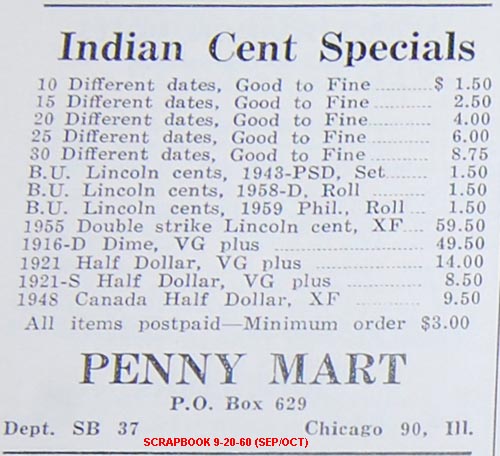 Indian Cent Specials
10 Different dates, Good to Fine ........... $ 1.50
15 Different dates, Good to Fine ........... 2.50
20 Different dates, Good to Fine ........... 4.00
25 Different dates, Good to Fine ........... 6.00
30 Different dates, Good to Fine ........... 8.75
B.U. Lincoln cents, 1943-PSD, Set ..... 1.50
B.U. Lincoln cents, 1958-D, Roll ....... 1.50
B.U. Lincoln cents, 1959 Phil., Roll ... 1.50
1955 Double strike Lincoln cent, XF .... 59.50
1916-D Dime, VG plus ........................ 49.50
1921 Half Dollar, VG plus .................. 14.00
1921-S Half Dollar, VG plus .............. 8.50
1948 Canada Half Dollar, XF ............. 9.50
All items postpaid—Minimum order $3.00
PENNY MART
P.O. Box 629
Dept. SB 37 Chicago 90, Ill.
SCRAPBOOK 9-20-60 (SEP/OCT)